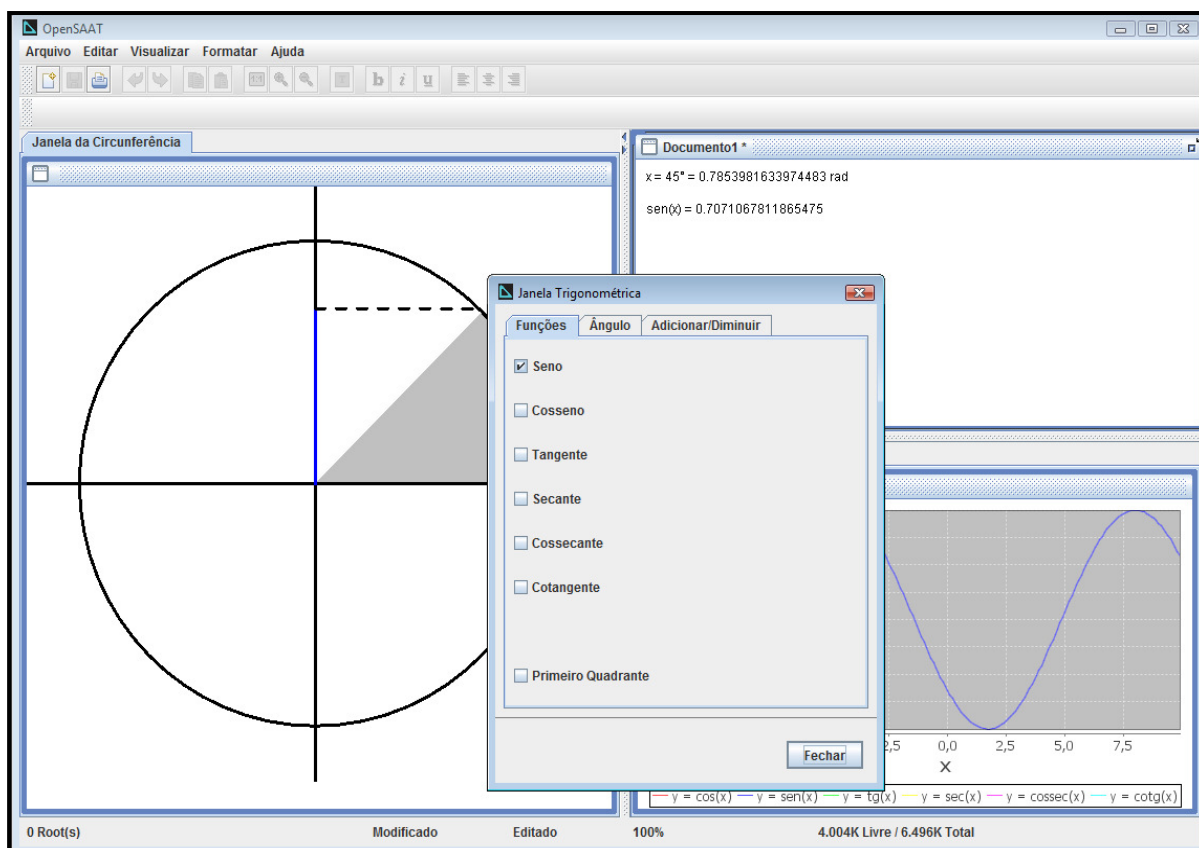 OpenSAAT
Arquivo Editar Visualizar Formatar Ajuda
1:1 T b i u
Janela da Circunferência
Documento1 *
x = 45° = 0.7853981633974483 rad
sen(x) = 0.7071067811865475
Janela Trigonométrica
Funções Ângulo Adicionar/Diminuir
Seno
Cosseno
Tangente
Secante
Cossecante
Cotangente
Primeiro Quadrante
Fechar
2,5 0,0 2,5 5,0 7,5
X
y = cos(x) y = sen(x) y = tg(x) y = sec(x) y = cossec(x) y = cotg(x)
0 Root(s) Modificado Editado 100% 4.004K Livre / 6.496K Total